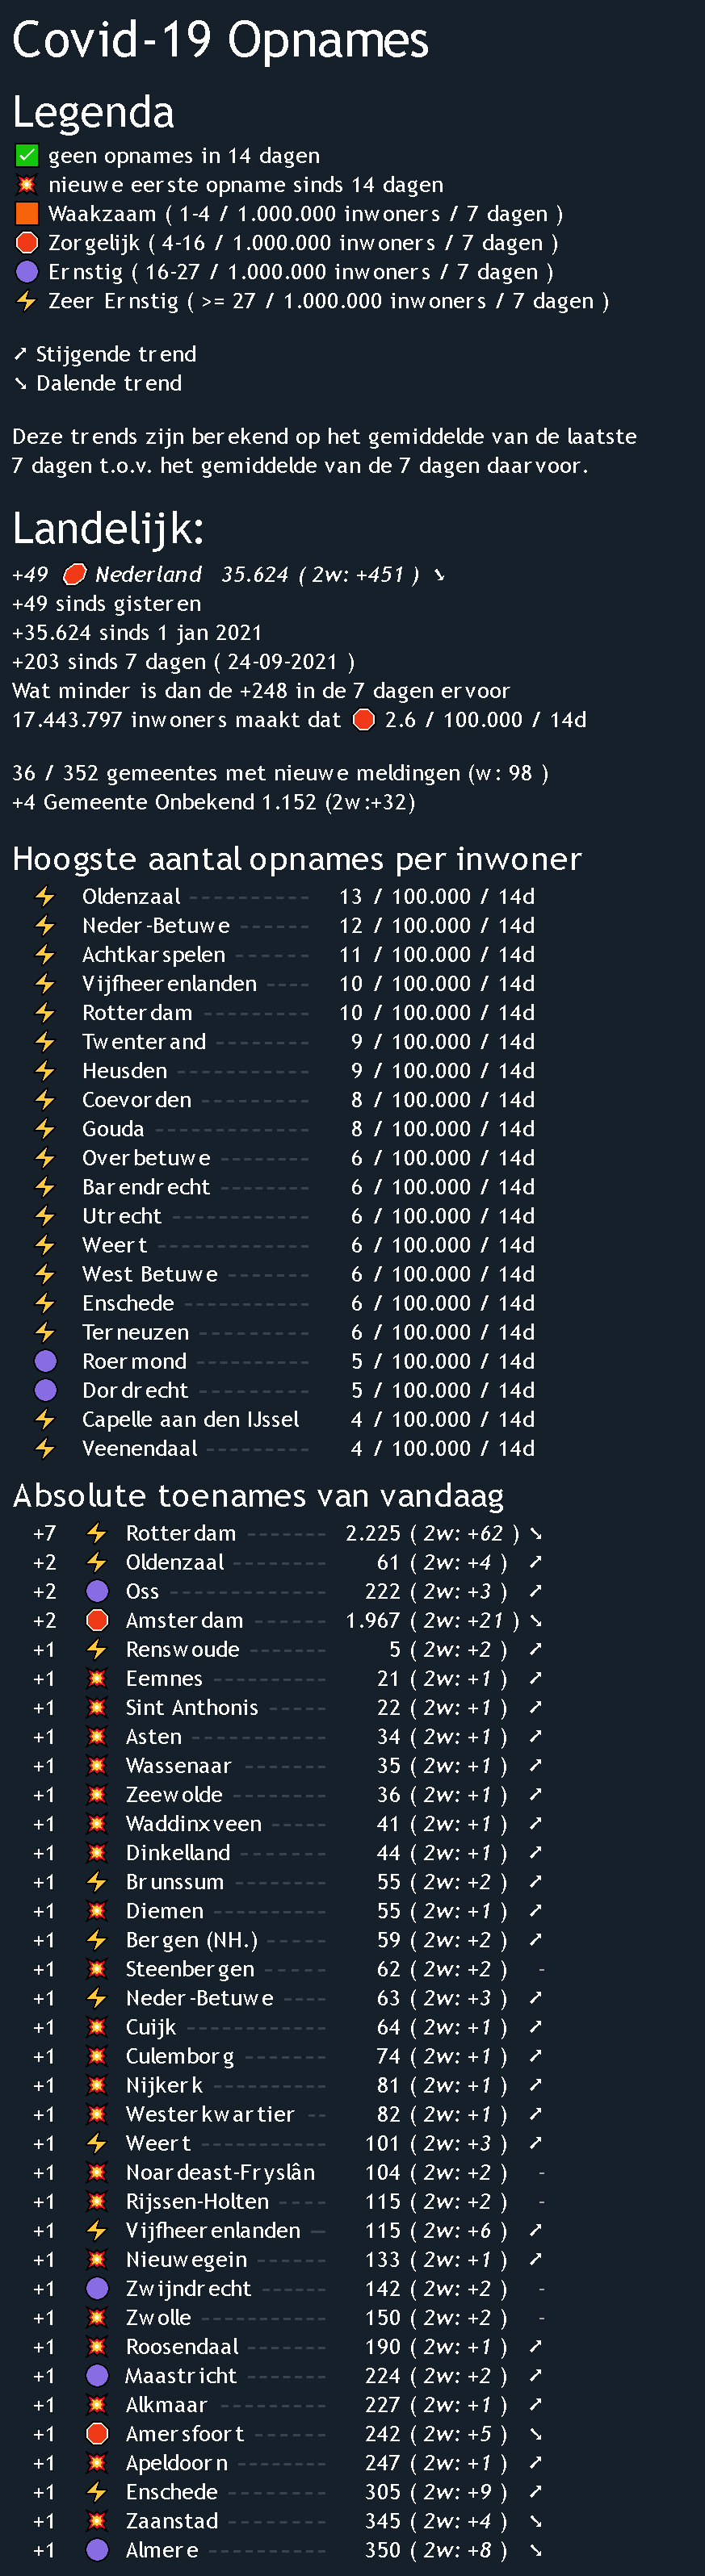 Covid-19 Opnames
Legenda
✅ geen opnames in 14 dagen
💥 nieuwe eerste opname sinds 14 dagen
🟧 Waakzaam ( 1-4 / 1.000.000 inwoners / 7 dagen )
🛑 Zorgelijk ( 4-16 / 1.000.000 inwoners / 7 dagen )
🟣 Ernstig ( 16-27 / 1.000.000 inwoners / 7 dagen )
⚡ Zeer Ernstig ( >= 27 / 1.000.000 inwoners / 7 dagen )
➚ Stijgende trend
➘ Dalende trend
Deze trends zijn berekend op het gemiddelde van de laatste
7 dagen t.o.v. het gemiddelde van de 7 dagen daarvoor.
Landelijk:
+49 🛑 Nederland 35.624 ( 2w: +451 ) ➘
+49 sinds gisteren
+35.624 sinds 1 jan 2021
+203 sinds 7 dagen ( 24-09-2021 )
Wat minder is dan de +248 in de 7 dagen ervoor
17.443.797 inwoners maakt dat 🛑 2.6 / 100.000 / 14d
36 / 352 gemeentes met nieuwe meldingen (w: 98 )
+4 Gemeente Onbekend 1.152 (2w:+32)
Hoogste aantal opnames per inwoner
⚡ Oldenzaal ----------- 13 / 100.000 / 14d
⚡ Neder-Betuwe ------- 12 / 100.000 / 14d
⚡ Achtkarspelen ------ 11 / 100.000 / 14d
⚡ Vijfheerenlanden ---- 10 / 100.000 / 14d
⚡ Rotterdam ---------- 10 / 100.000 / 14d
⚡ Twenterand -------- 9 / 100.000 / 14d
⚡ Heusden ------------ 9 / 100.000 / 14d
⚡ Coevorden ---------- 8 / 100.000 / 14d
⚡ Gouda -------------- 8 / 100.000 / 14d
⚡ Overbetuwe -------- 6 / 100.000 / 14d
⚡ Barendrecht -------- 6 / 100.000 / 14d
⚡ Utrecht ------------ 6 / 100.000 / 14d
⚡ Weert -------------- 6 / 100.000 / 14d
⚡ West Betuwe ------- 6 / 100.000 / 14d
⚡ Enschede ----------- 6 / 100.000 / 14d
⚡ Terneuzen ---------- 6 / 100.000 / 14d
🟣 Roermond ---------- 5 / 100.000 / 14d
🟣 Dordrecht ---------- 5 / 100.000 / 14d
⚡ Capelle aan den IJssel 4 / 100.000 / 14d
⚡ Veenendaal --------- 4 / 100.000 / 14d
Absolute toenames van vandaag
+7 ⚡ Rotterdam ------- 2.225 ( 2w: +62 ) ➘
+2 ⚡ Oldenzaal -------- 61 ( 2w: +4 ) ➚
+2 🟣 Oss -------------- 222 ( 2w: +3 ) ➚
+2 🛑 Amsterdam ------ 1.967 ( 2w: +21 ) ➘
+1 ⚡ Renswoude ------- 5 ( 2w: +2 ) ➚
+1 💥 Eemnes ---------- 21 ( 2w: +1 ) ➚
+1 💥 Sint Anthonis ----- 22 ( 2w: +1 ) ➚
+1 💥 Asten ------------ 34 ( 2w: +1 ) ➚
+1 💥 Wassenaar ------- 35 ( 2w: +1 ) ➚
+1 💥 Zeewolde -------- 36 ( 2w: +1 ) ➚
+1 💥 Waddinxveen ----- 41 ( 2w: +1 ) ➚
+1 💥 Dinkelland -------- 44 ( 2w: +1 ) ➚
+1 ⚡ Brunssum -------- 55 ( 2w: +2 ) ➚
+1 💥 Diemen ---------- 55 ( 2w: +1 ) ➚
+1 ⚡ Bergen (NH.) ----- 59 ( 2w: +2 ) ➚
+1 💥 Steenbergen ----- 62 ( 2w: +2 ) -
+1 ⚡ Neder-Betuwe ---- 63 ( 2w: +3 ) ➚
+1 💥 Cuijk ------------ 64 ( 2w: +1 ) ➚
+1 💥 Culemborg ------- 74 ( 2w: +1 ) ➚
+1 💥 Nijkerk ---------- 81 ( 2w: +1 ) ➚
+1 💥 Westerkwartier -- 82 ( 2w: +1 ) ➚
+1 ⚡ Weert ----------- 101 ( 2w: +3 ) ➚
+1 💥 Noardeast-Fryslân 104 ( 2w: +2 ) -
+1 💥 Rijssen-Holten ---- 115 ( 2w: +2 ) -
+1 ⚡ Vijfheerenlanden — 115 ( 2w: +6 ) ➚
+1 💥 Nieuwegein ------ 133 ( 2w: +1 ) ➚
+1 🟣 Zwijndrecht ------ 142 ( 2w: +2 ) -
+1 💥 Zwolle ----------- 150 ( 2w: +2 ) -
+1 💥 Roosendaal ------- 190 ( 2w: +1 ) ➚
+1 🟣 Maastricht ------- 224 ( 2w: +2 ) ➚
+1 💥 Alkmaar --------- 227 ( 2w: +1 ) ➚
+1 🛑 Amersfoort ------ 242 ( 2w: +5 ) ➘
+1 💥 Apeldoorn ------- 247 ( 2w: +1 ) ➚
+1 ⚡ Enschede -------- 305 ( 2w: +9 ) ➚
+1 💥 Zaanstad -------- 345 ( 2w: +4 ) ➘
+1 🟣 Almere ---------- 350 ( 2w: +8 ) ➘